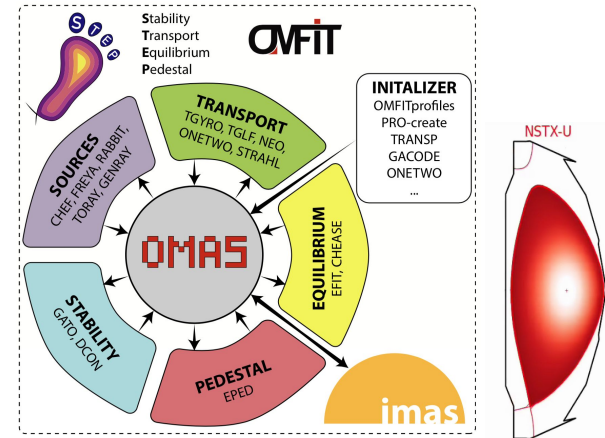 STEP
Stability
Transport
Equilibrium
Pedestal
OMFIT
INITALIZER
OMFITprofiles
PRO-create
TRANSP
GACODE
ONETWO
...
TRANSPORT
TGYRO, TGLF, NEO,
ONETWO, STRAHL
SOURCES
CHEF, FREYA, RABBIT,
TORAY, GENRAY
OMAS
EQUILIBRIUM
EFIT, CHEASE
STABILITY
GATO, DCON
PEDESTAL
EPED
imas
NSTX-U